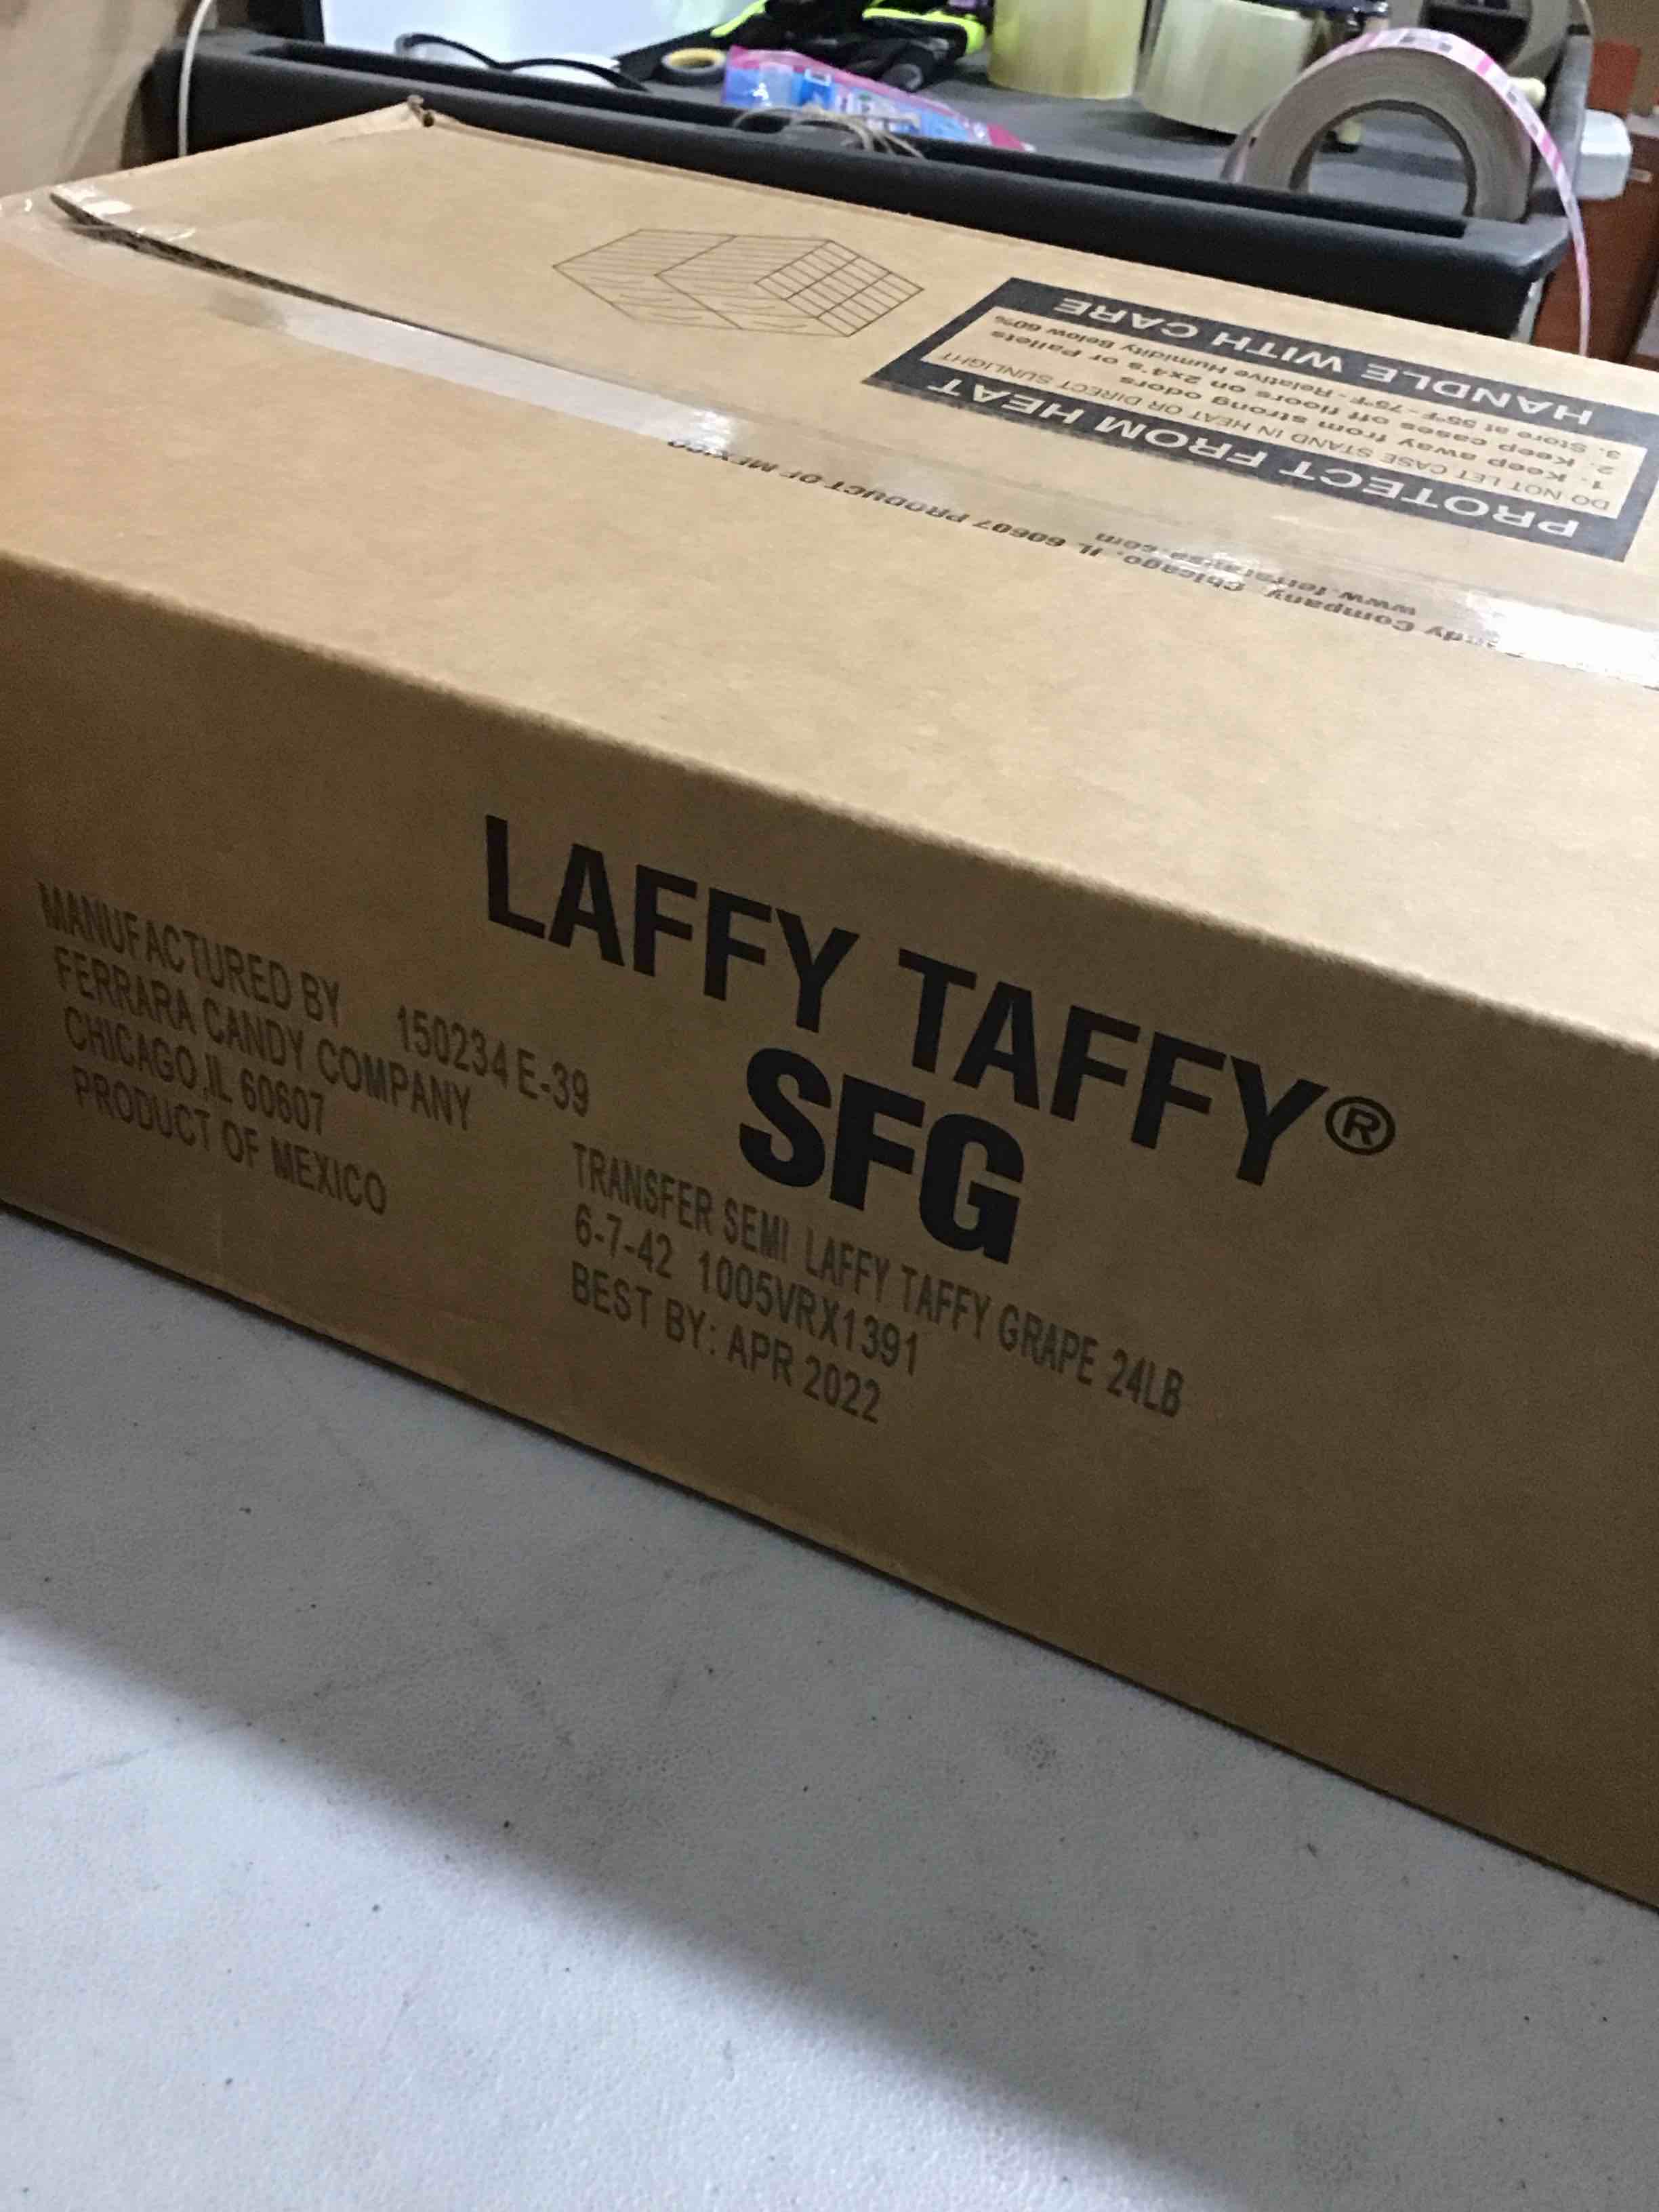 HANDLE WITH CARE
3. Store at 55°F - 75°F - Relative Humidity Below 60%
2. Keep cases off floors on 2x4's or Pallets
1. Keep away from strong odors
DO NOT LET CASE STAND IN HEAT OR DIRECT SUNLIGHT
PROTECT FROM HEAT
Company, Chicago, IL 60607 PRODUCT OF MEXICO
LAFFY TAFFY®
SFG
MANUFACTURED BY
FERRARA CANDY COMPANY
CHICAGO,IL 60607
PRODUCT OF MEXICO
150234 E-39
TRANSFER SEMI LAFFY TAFFY GRAPE 24LB
6-7-42 1005VRX1391
BEST BY: APR 2022